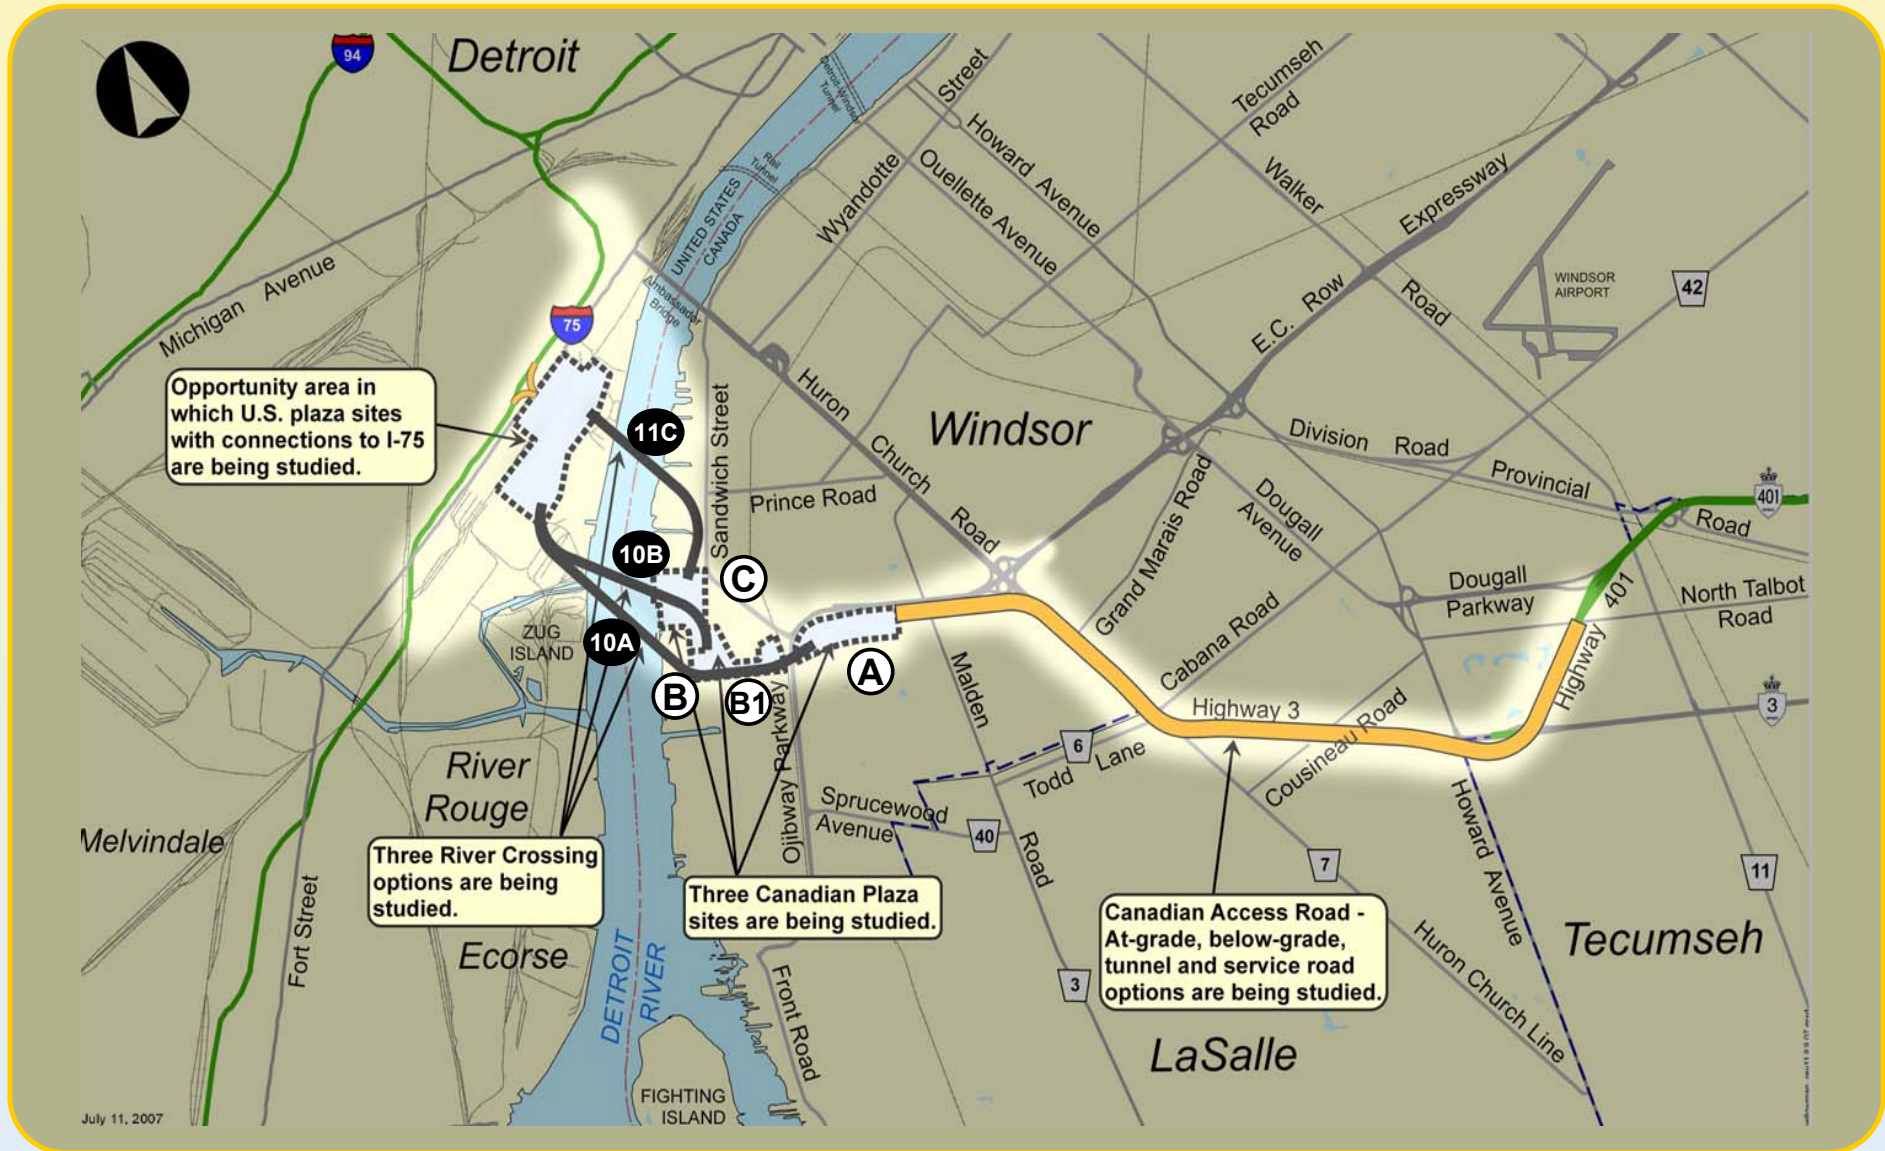 94
Detroit
Detroit-Windsor
Tunnel
Street
Tecumseh
Road
Howard Avenue
Rail
Tunnel
Wyandotte
Ouellette Avenue
Walker
Road
Expressway
UNITED STATES
CANADA
Michigan Avenue
Ambassador
Bridge
WINDSOR
AIRPORT
42
E.C. Row
75
Opportunity area in
which U.S. plaza sites
with connections to I-75
are being studied.
11C
Sandwich Street
Huron
Church
Road
Windsor
Division Road
Provincial
Road
401
Prince Road
Grand Marais Road
Dougall
Avenue
10B
C
Dougall
Parkway
401
Highway
North Talbot
Road
ZUG
ISLAND
10A
A
B
B1
Malden
Road
Cabana Road
Highway 3
Cousineau Road
3
6
Todd Lane
Ojibway Parkway
River
Rouge
Sprucewood
Avenue
40
Howard Avenue
Melvindale
7
11
Three River Crossing
options are being
studied.
Three Canadian Plaza
sites are being studied.
Canadian Access Road -
At-grade, below-grade,
tunnel and service road
options are being studied.
Fort Street
Ecorse
DETROIT
RIVER
Front Road
3
Huron Church Line
Tecumseh
LaSalle
FIGHTING
ISLAND
July 11, 2007